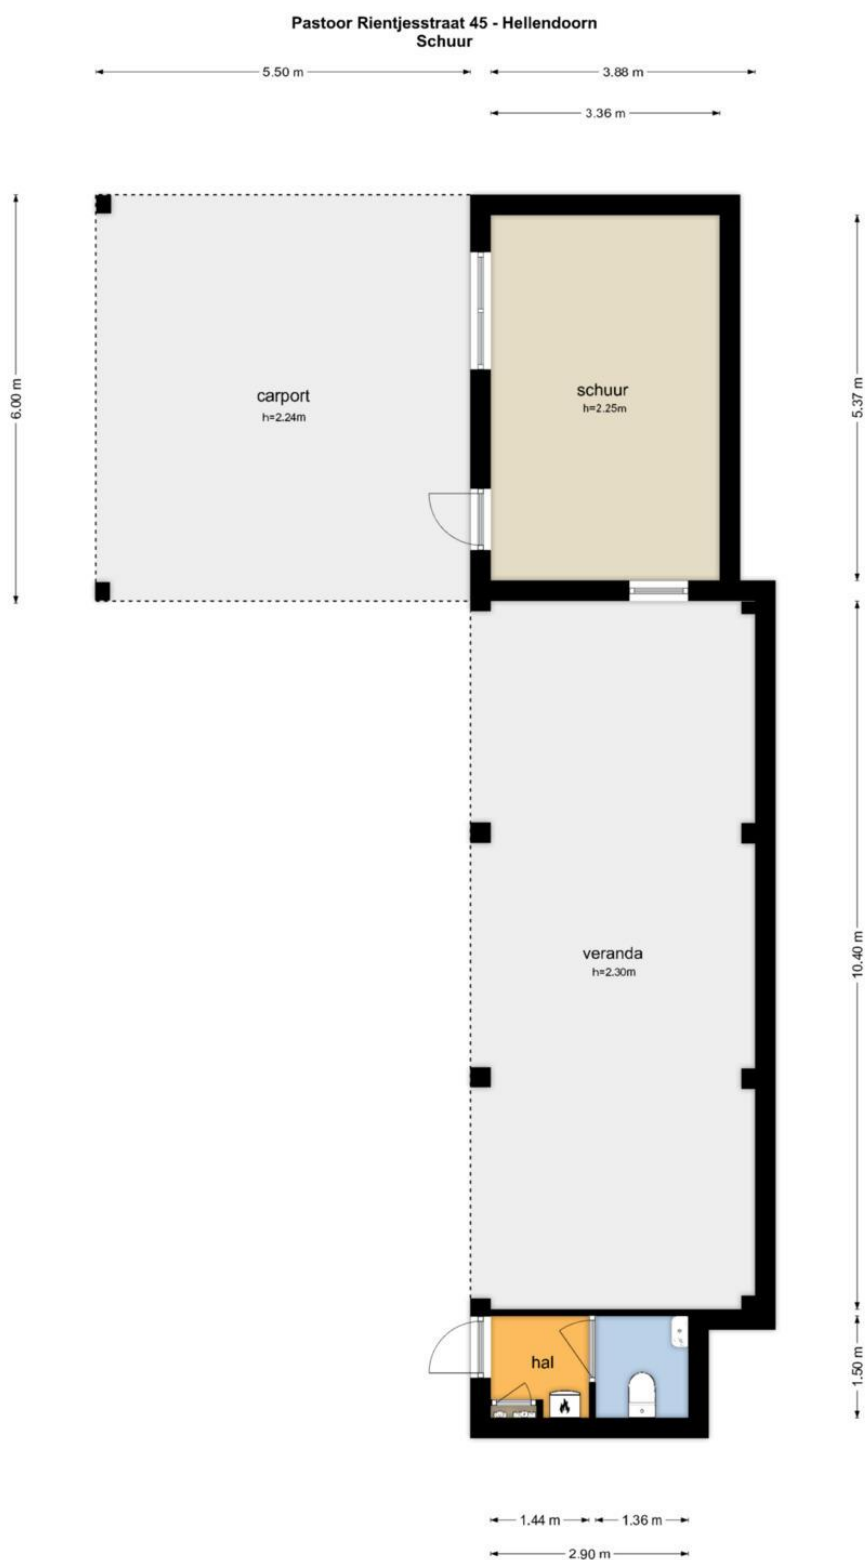 Pastoor Rientjesstraat 45 - Hellendoorn
Schuur
5.50 m
3.88 m
3.36 m
6.00 m
carport
h=2.24m
schuur
h=2.25m
5.37 m
veranda
h=2.30m
10.40 m
hal
1.50 m
1.44 m
1.36 m
2.90 m